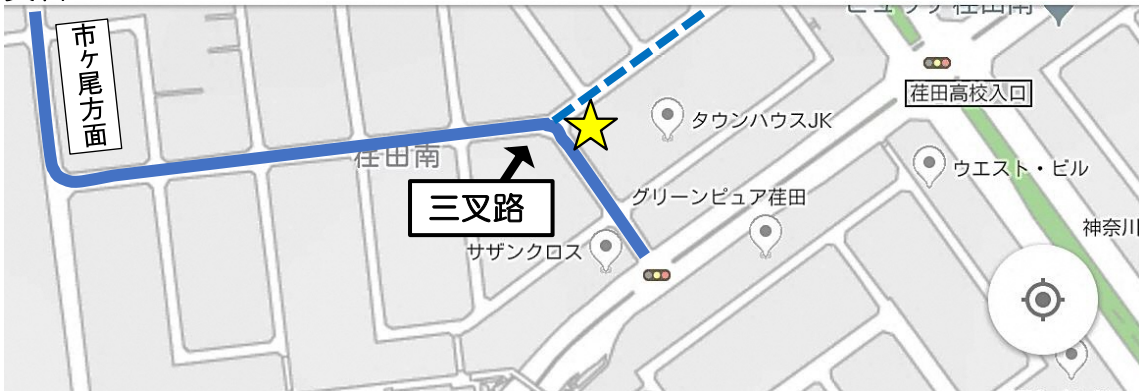 市ヶ尾方面
荏田高校入口
タウンハウスJK
荏田南
ウエスト・ビル
三叉路
グリーンピュア荏田
サザンクロス
神奈川